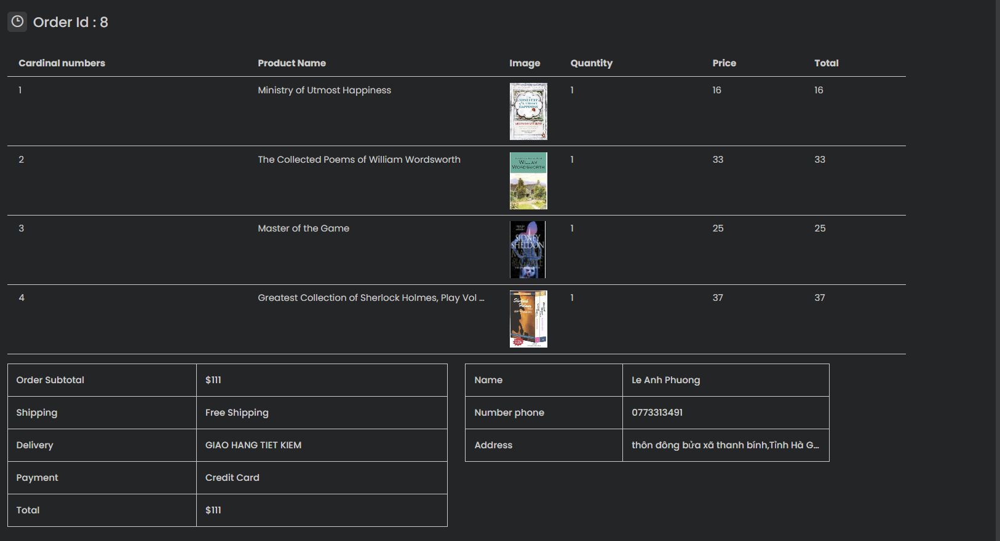 Order Id : 8
Cardinal numbers Product Name Image Quantity Price Total
1 Ministry of Utmost Happiness 1 16 16
MINISTRY
of UTMOST
HAPPINESS
ARUNDHATI ROY
2 The Collected Poems of William Wordsworth 1 33 33
WILLIAM
WORDSWORTH
3 Master of the Game 1 25 25
SIDNEY
SHELDON
MASTER
OF THE
GAME
4 Greatest Collection of Sherlock Holmes, Play Vol ... 1 37 37
Sherlock
Holmes
Order Subtotal $111
Shipping Free Shipping
Delivery GIAO HANG TIET KIEM
Payment Credit Card
Total $111
Name Le Anh Phuong
Number phone 0773313491
Address thôn đông bửa xã thanh bính,Tỉnh Hà G...